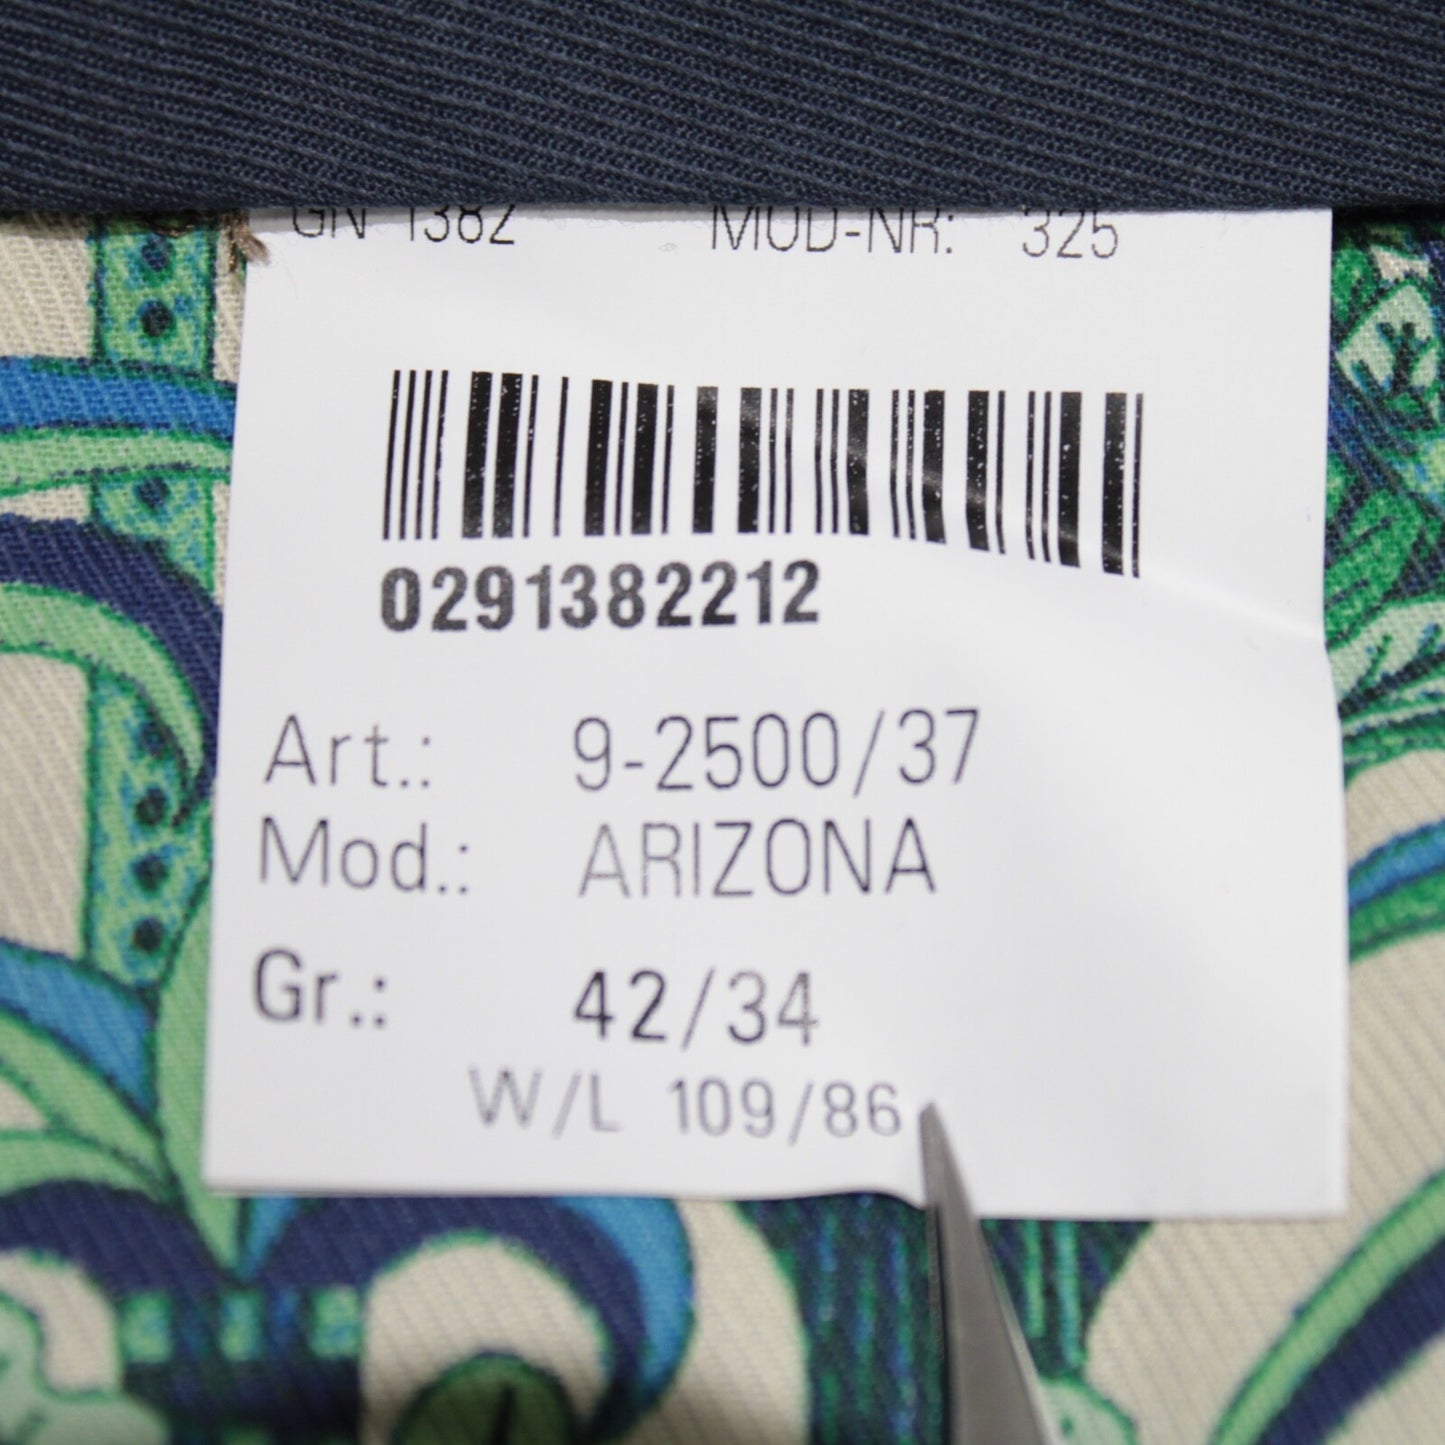 GN 1382 MOD-NR: 325
0291382212
Art.: 9-2500/37
Mod.: ARIZONA
Gr.: 42/34
W/L 109/86